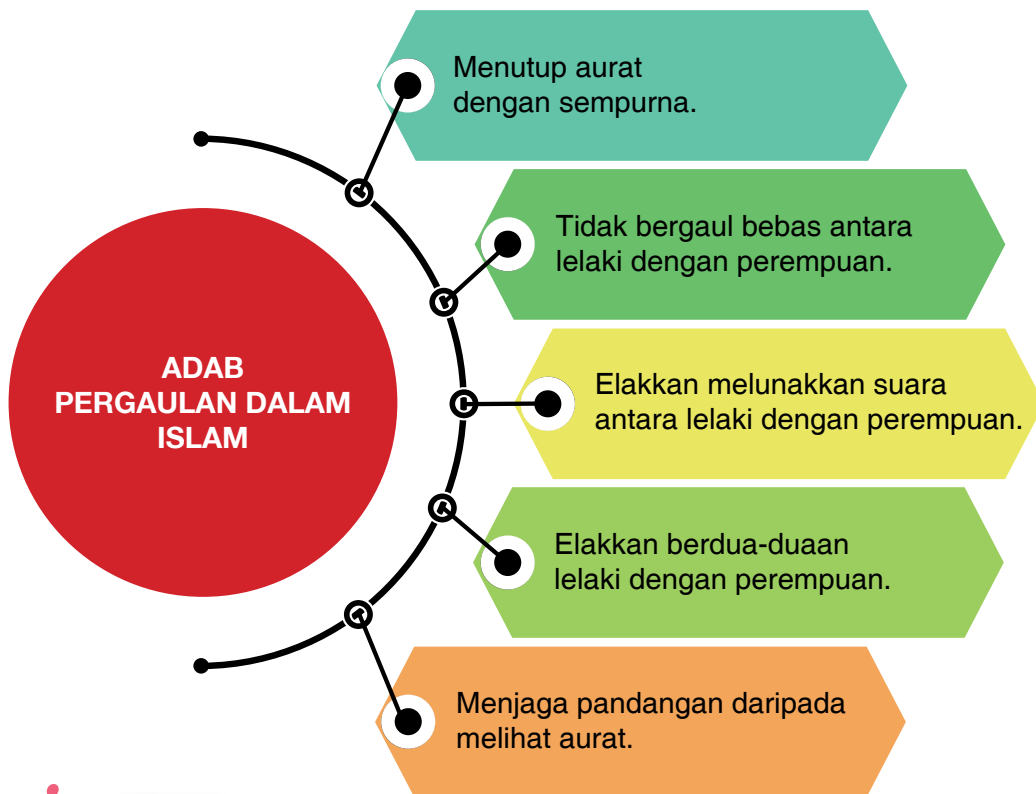 ADAB
PERGAULAN DALAM
ISLAM
Menutup aurat
dengan sempurna.
Tidak bergaul bebas antara
lelaki dengan perempuan.
Elakkan melunakkan suara
antara lelaki dengan perempuan.
Elakkan berdua-duaan
lelaki dengan perempuan.
Menjaga pandangan daripada
melihat aurat.